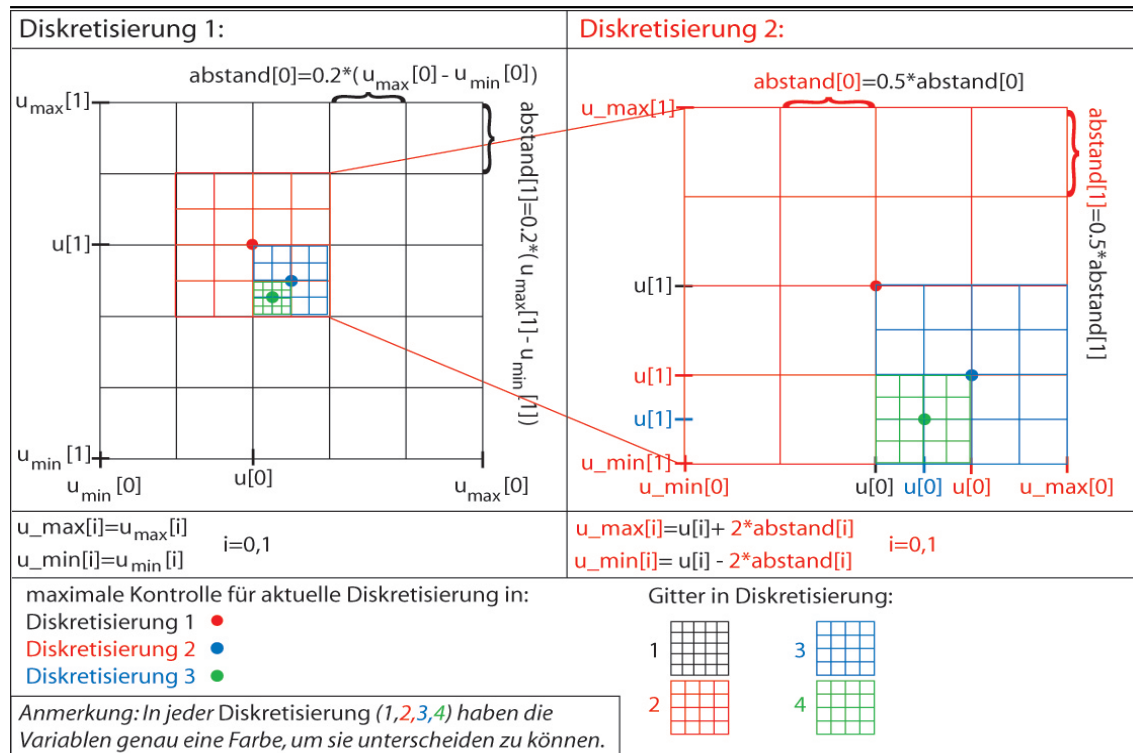 Diskretisierung 1:
abstand[0]=0.2*(u_max[0] - u_min[0])
u_max[1]
abstand[1]=0.2*(u_max[1] - u_min[1])
u[1]
u_min[1]
u_min[0]
u[0]
u_max[0]
u_max[i]=u_max[i]
u_min[i]=u_min[i]
i=0,1
Diskretisierung 2:
abstand[0]=0.5*abstand[0]
u_max[1]
abstand[1]=0.5*abstand[1]
u[1]
u[1]
u[1]
u_min[1]
u_min[0]
u[0]
u[0]
u[0]
u_max[0]
u_max[i]=u[i]+ 2*abstand[i]
u_min[i]= u[i] - 2*abstand[i]
i=0,1
maximale Kontrolle für aktuelle Diskretisierung in:
Diskretisierung 1
Diskretisierung 2
Diskretisierung 3
Anmerkung: In jeder Diskretisierung (1,2,3,4) haben die
Variablen genau eine Farbe, um sie unterscheiden zu können.
Gitter in Diskretisierung:
1
3
2
4